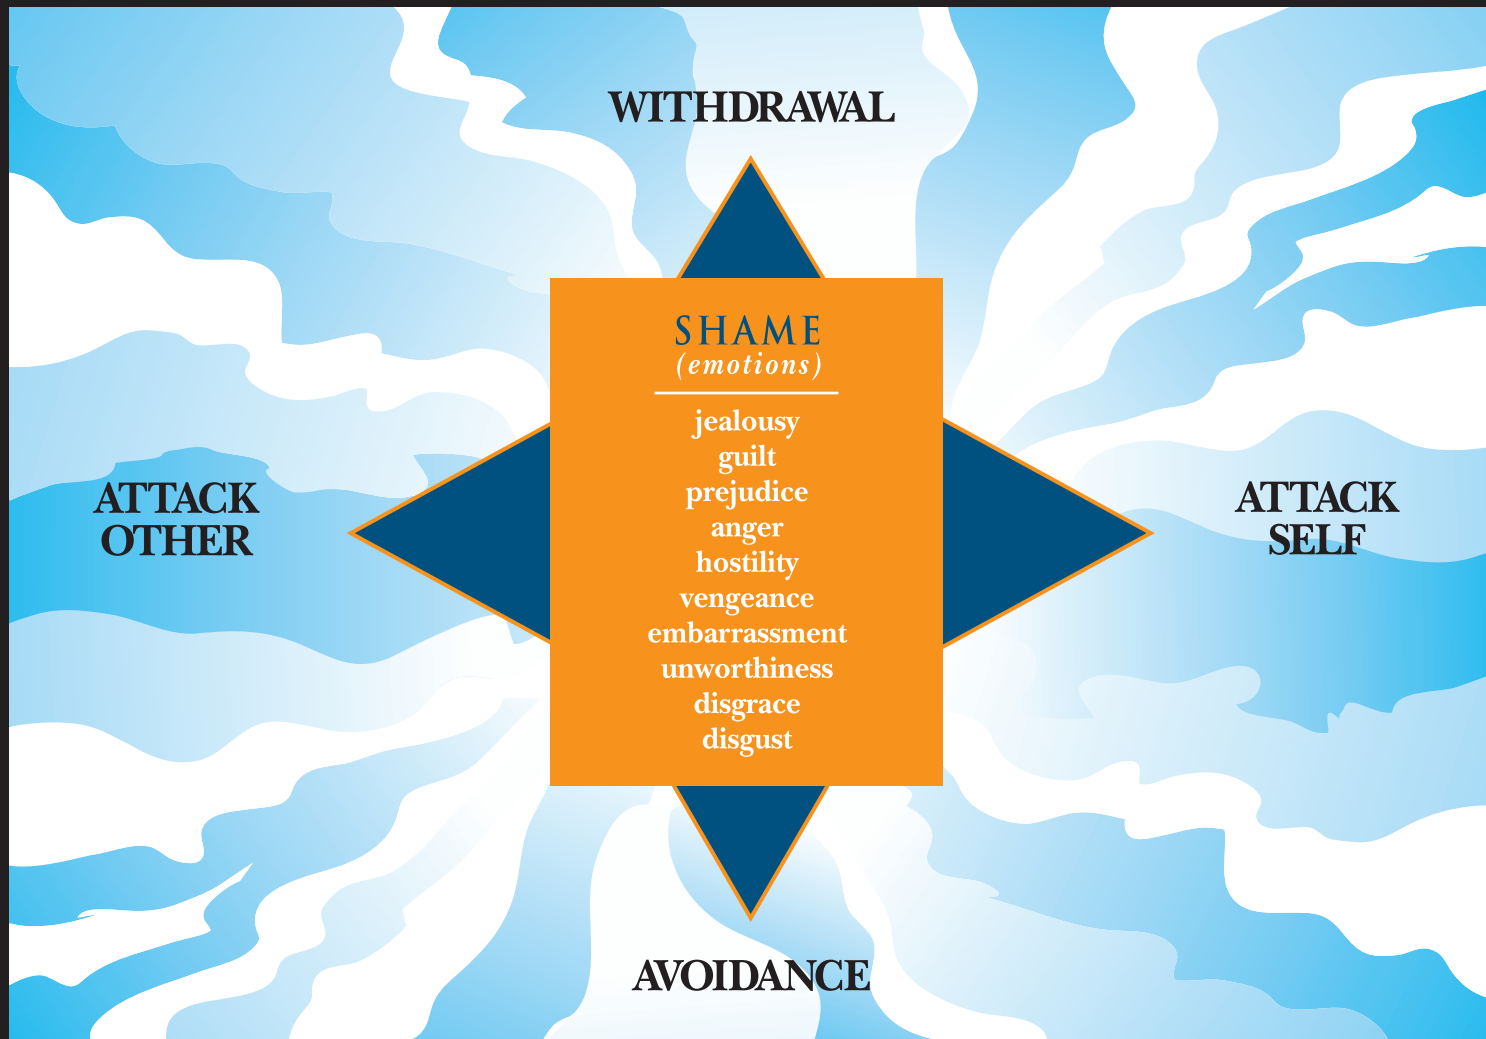 WITHDRAWAL
SHAME
(emotions)
jealousy
guilt
prejudice
anger
hostility
vengeance
embarrassment
unworthiness
disgrace
disgust
ATTACK
OTHER
ATTACK
SELF
AVOIDANCE